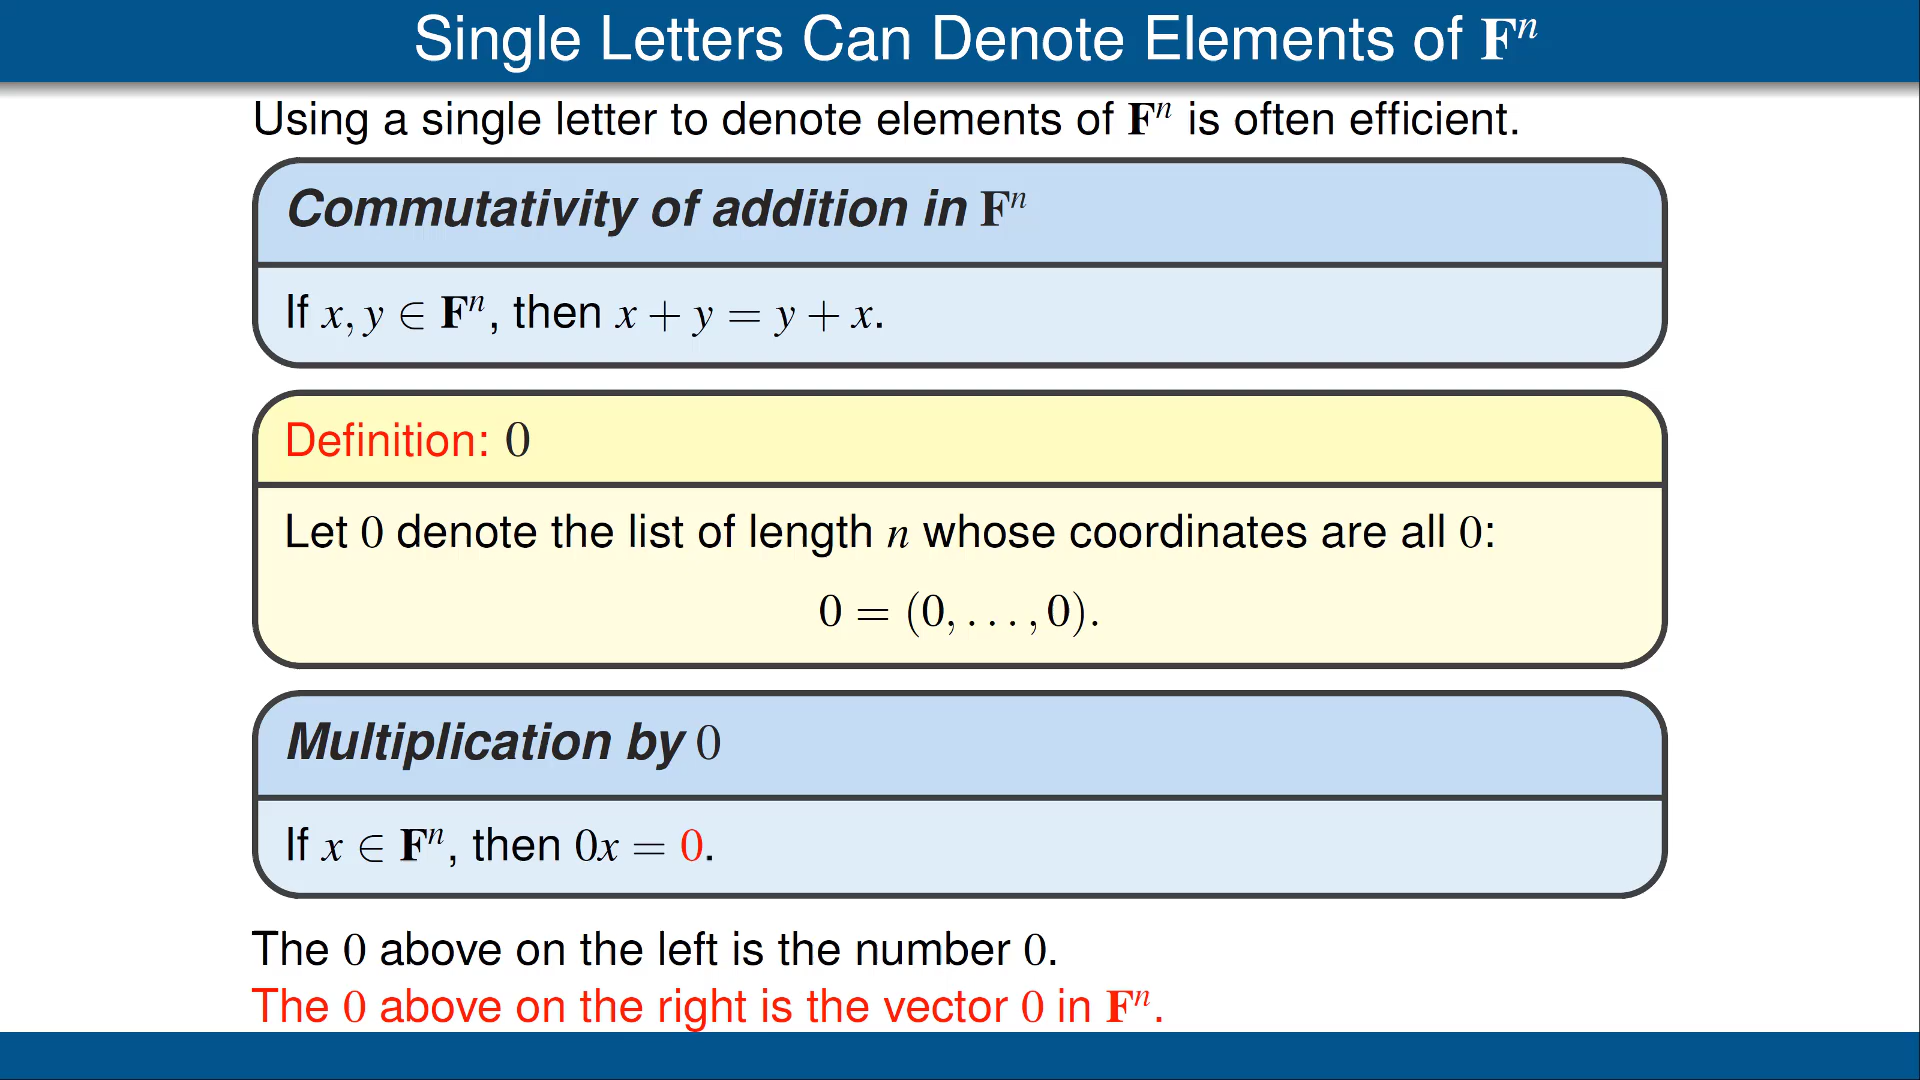 Single Letters Can Denote Elements of Fⁿ
Using a single letter to denote elements of Fⁿ is often efficient.
Commutativity of addition in Fⁿ
If x, y ∈ Fⁿ, then x + y = y + x.
Definition: 0
Let 0 denote the list of length n whose coordinates are all 0:
0 = (0, . . . , 0).
Multiplication by 0
If x ∈ Fⁿ, then 0x = 0.
The 0 above on the left is the number 0.
The 0 above on the right is the vector 0 in Fⁿ.